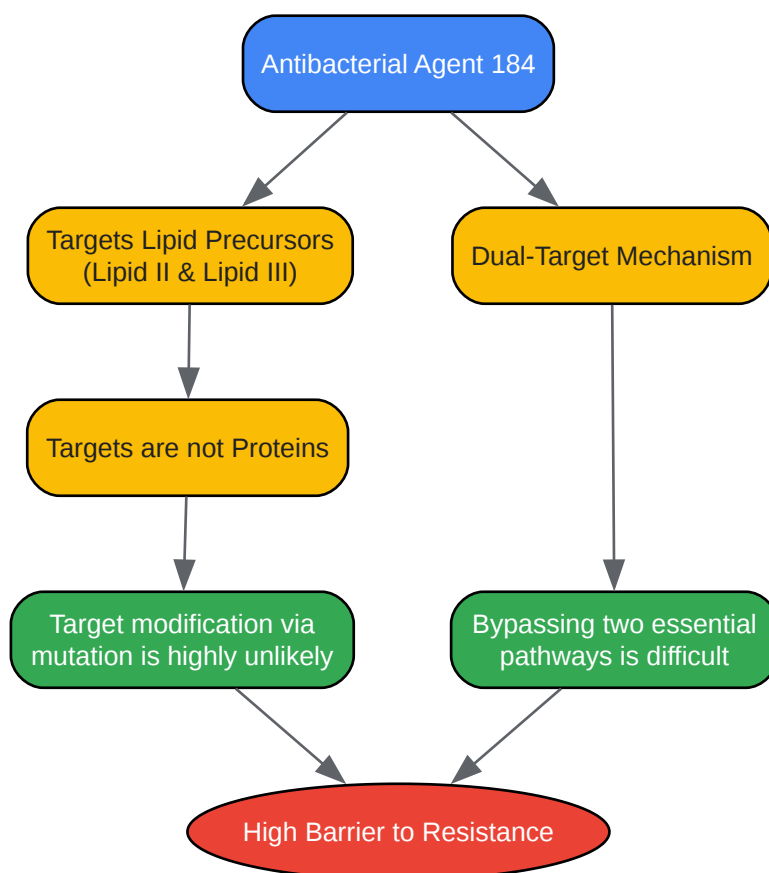 Antibacterial Agent 184
Targets Lipid Precursors
(Lipid II & Lipid III)
Dual-Target Mechanism
Targets are not Proteins
Target modification via
mutation is highly unlikely
Bypassing two essential
pathways is difficult
High Barrier to Resistance